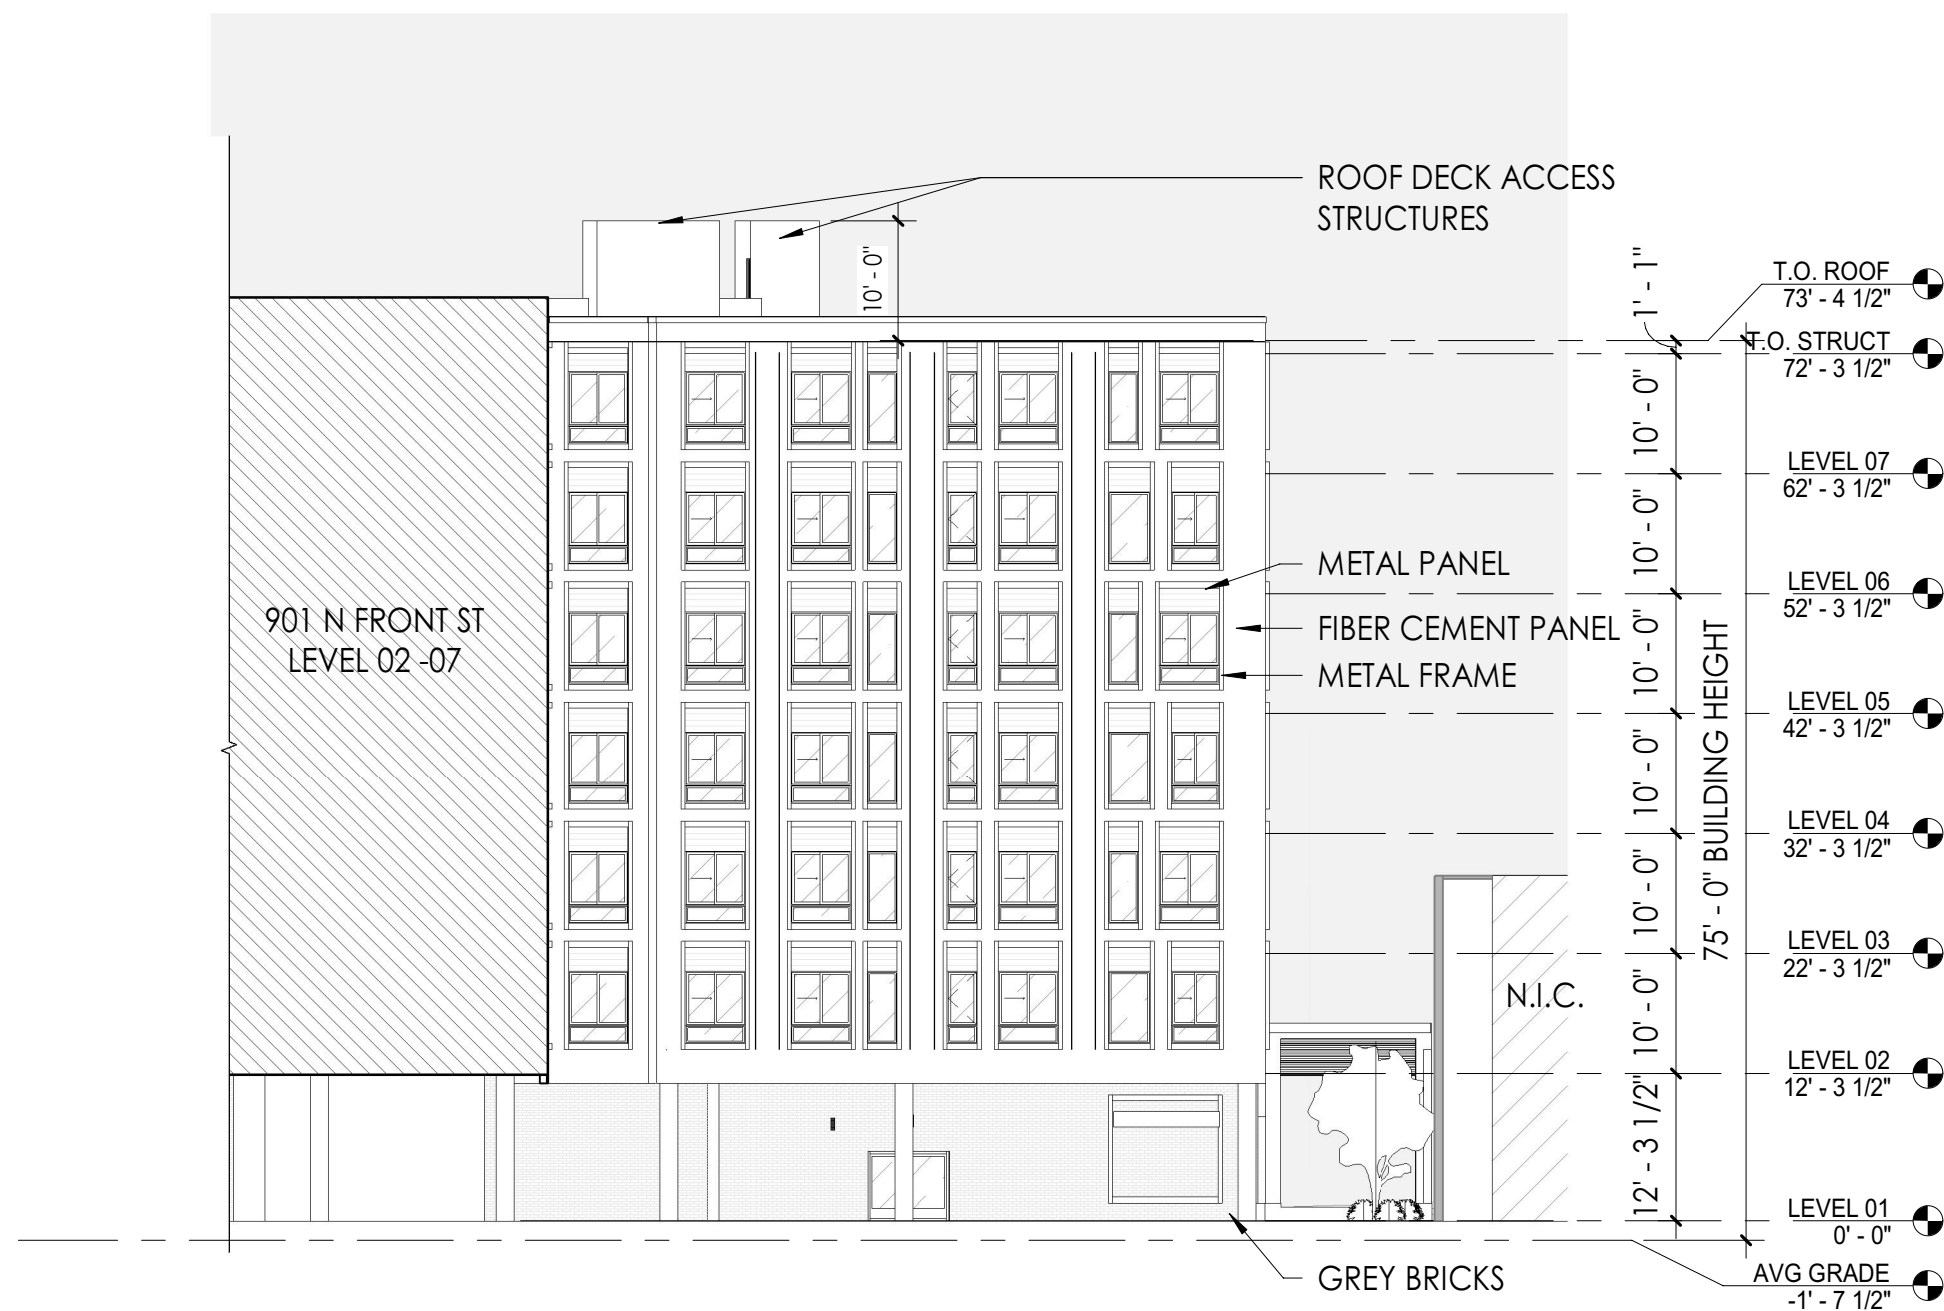 ROOF DECK ACCESS
STRUCTURES
10' - 0"
1' - 1"
T.O. ROOF
73' - 4 1/2"
T.O. STRUCT
72' - 3 1/2"
10' - 0"
LEVEL 07
62' - 3 1/2"
10' - 0"
METAL PANEL
LEVEL 06
52' - 3 1/2"
901 N FRONT ST
LEVEL 02 -07
FIBER CEMENT PANEL
10' - 0"
METAL FRAME
LEVEL 05
42' - 3 1/2"
10' - 0"
75' - 0" BUILDING HEIGHT
LEVEL 04
32' - 3 1/2"
10' - 0"
LEVEL 03
22' - 3 1/2"
N.I.C.
10' - 0"
LEVEL 02
12' - 3 1/2"
12' - 3 1/2"
LEVEL 01
0' - 0"
GREY BRICKS
AVG GRADE
-1' - 7 1/2"